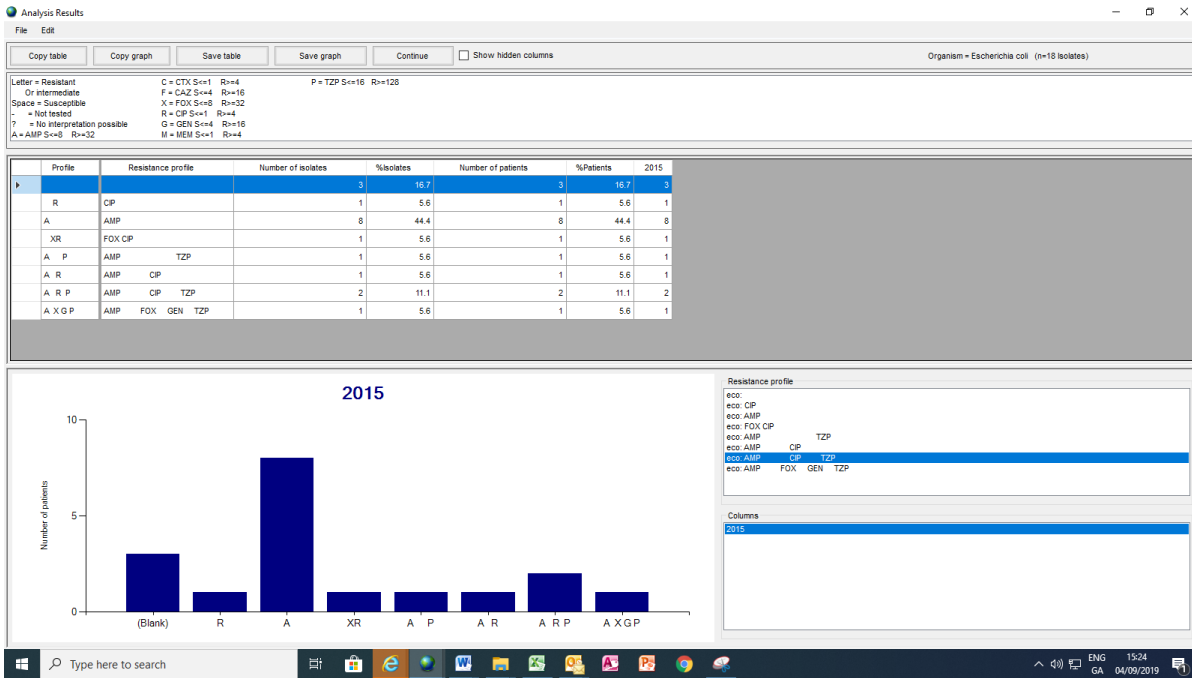 Analysis Results
File Edit
Copy table Copy graph Save table Save graph Continue Show hidden columns Organism = Escherichia coli (n=18 Isolates)
Letter = Resistant C = CTX S<=1 R>=4 P = TZP S<=16 R>=128
Or intermediate F = CAZ S<=4 R>=16
Space = Susceptible X = FOX S<=8 R>=32
- = Not tested R = CIP S<=1 R>=4
? = No interpretation possible G = GEN S<=4 R>=16
A = AMP S<=8 R>=32 M = MEM S<=1 R>=4
Profile Resistance profile Number of isolates %Isolates Number of patients %Patients 2015
3 16.7 3 16.7 3
R CIP 1 5.6 1 5.6 1
A AMP 8 44.4 8 44.4 8
XR FOX CIP 1 5.6 1 5.6 1
A P AMP TZP 1 5.6 1 5.6 1
A R AMP CIP 1 5.6 1 5.6 1
A R P AMP CIP TZP 2 11.1 2 11.1 2
A X G P AMP FOX GEN TZP 1 5.6 1 5.6 1
2015
Number of patients
10
5
0
(Blank) R A XR A P A R A R P A X G P
Resistance profile
eco:
eco: CIP
eco: AMP
eco: FOX CIP
eco: AMP TZP
eco: AMP CIP
eco: AMP CIP TZP
eco: AMP FOX GEN TZP
Columns
2015
Type here to search
ENG 15:24
GA 04/09/2019
1